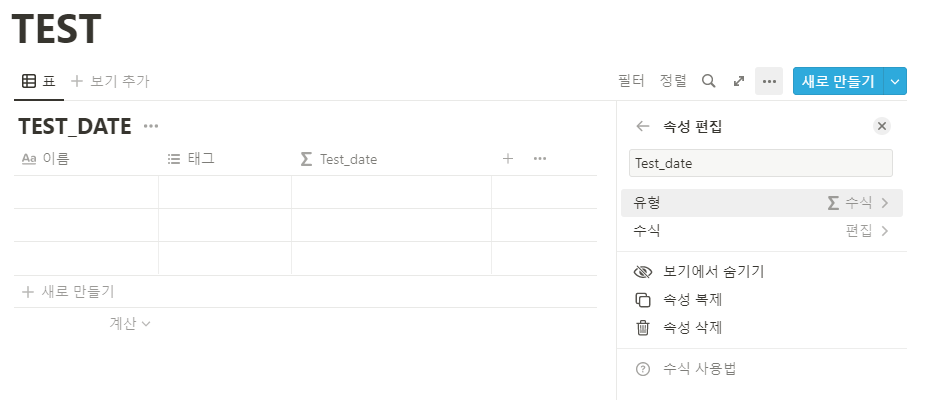 TEST
표 + 보기 추가 필터 정렬 새로 만들기
TEST_DATE ···
속성 편집
Aa 이름 태그 Σ Test_date + ···
Test_date
유형 Σ 수식
수식 편집
보기에서 숨기기
+ 새로 만들기
속성 복제
계산
속성 삭제
수식 사용법